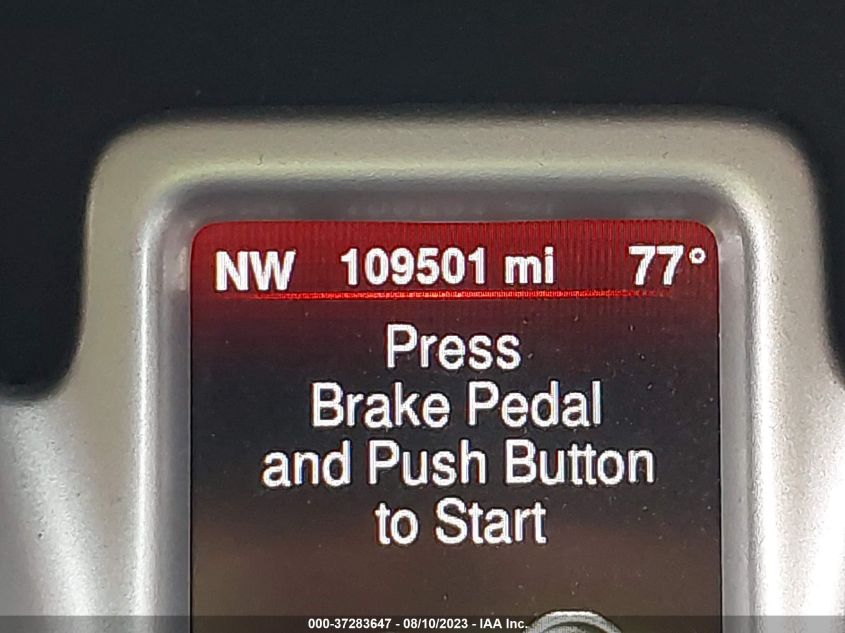 NW 109501 mi 77°
Press
Brake Pedal
and Push Button
to Start
000-37283647 - 08/10/2023 - IAA Inc.